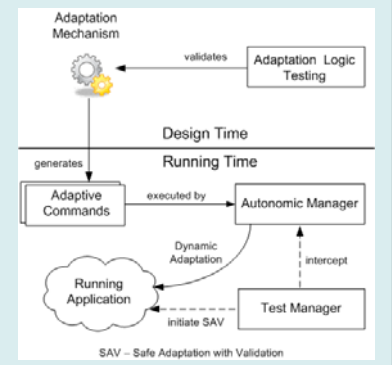 Adaptation
Mechanism
validates
Adaptation Logic
Testing
Design Time
Running Time
generates
Adaptive
Commands
executed by
Autonomic Manager
Dynamic
Adaptation
intercept
Running
Application
Test Manager
initiate SAV
SAV – Safe Adaptation with Validation